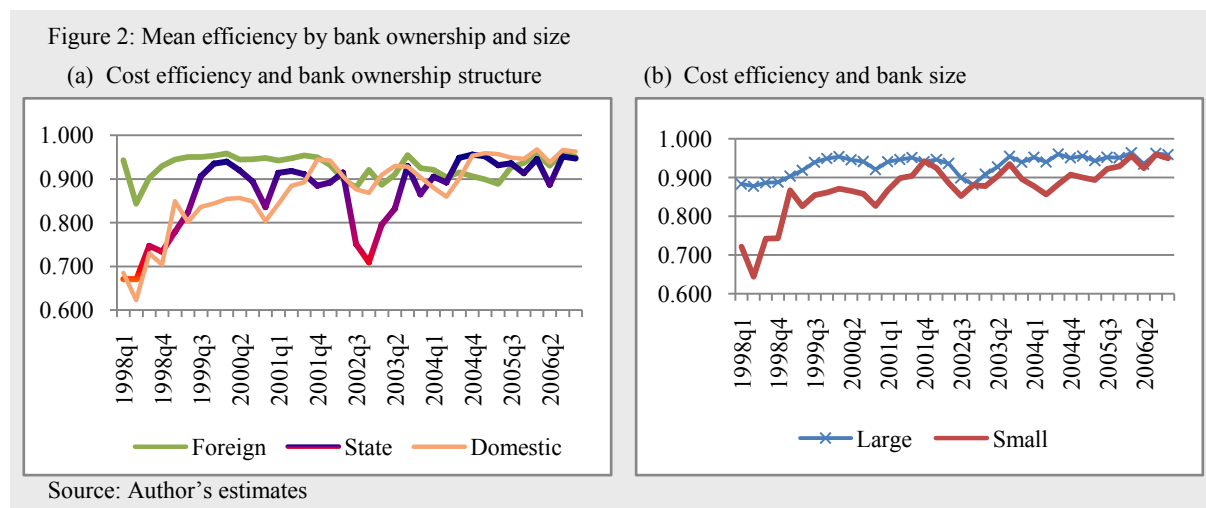 Figure 2: Mean efficiency by bank ownership and size
(a) Cost efficiency and bank ownership structure
1.000
0.900
0.800
0.700
0.600
1998q1
1998q4
1999q3
2000q2
2001q1
2001q4
2002q3
2003q2
2004q1
2004q4
2005q3
2006q2
Foreign State Domestic
(b) Cost efficiency and bank size
1.000
0.900
0.800
0.700
0.600
1998q1
1998q4
1999q3
2000q2
2001q1
2001q4
2002q3
2003q2
2004q1
2004q4
2005q3
2006q2
Large Small
Source: Author’s estimates